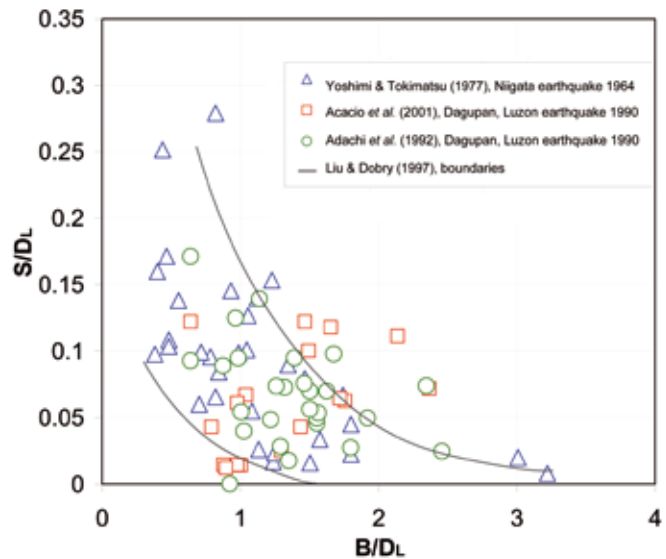 0.35
0.3
0.25
0.2
0.15
0.1
0.05
0
S/DL
Yoshimi & Tokimatsu (1977), Niigata earthquake 1964
Acacio et al. (2001), Dagupan, Luzon earthquake 1990
Adachi et al. (1992), Dagupan, Luzon earthquake 1990
Liu & Dobry (1997), boundaries
0 1 2 3 4
B/DL